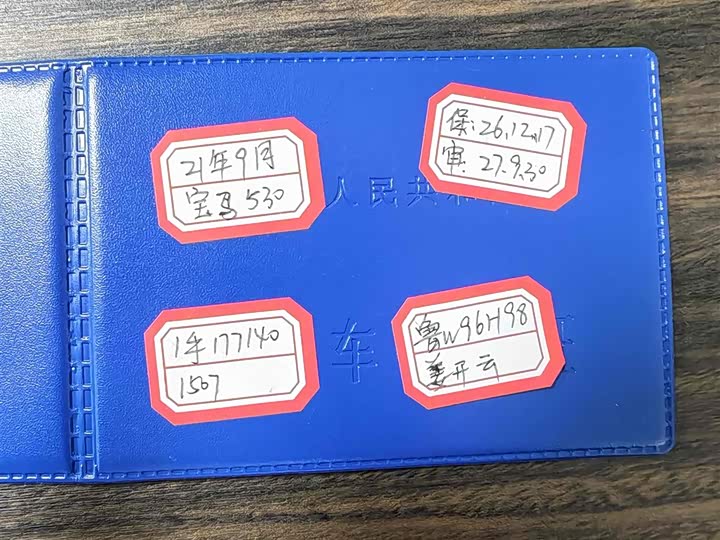 21年9月
宝马530
保:26.12.17
审:27.9.30
人民共和
1手177140
1507
车
鲁W96H98
姜开云